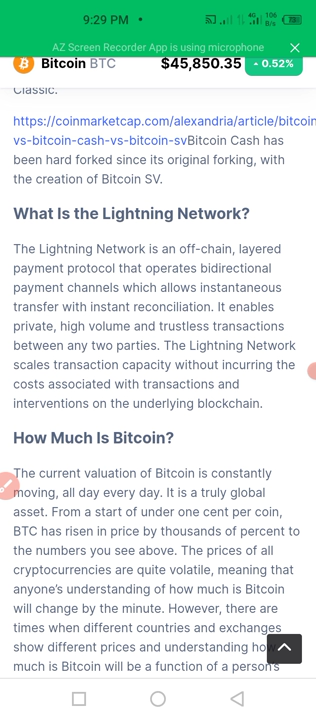 9:29 PM
4G 106 B/s
AZ Screen Recorder App is using microphone
Bitcoin BTC $45,850.35 0.52%
Classic.
https://coinmarketcap.com/alexandria/article/bitcoin
vs-bitcoin-cash-vs-bitcoin-svBitcoin Cash has
been hard forked since its original forking, with
the creation of Bitcoin SV.
What Is the Lightning Network?
The Lightning Network is an off-chain, layered
payment protocol that operates bidirectional
payment channels which allows instantaneous
transfer with instant reconciliation. It enables
private, high volume and trustless transactions
between any two parties. The Lightning Network
scales transaction capacity without incurring the
costs associated with transactions and
interventions on the underlying blockchain.
How Much Is Bitcoin?
The current valuation of Bitcoin is constantly
moving, all day every day. It is a truly global
asset. From a start of under one cent per coin,
BTC has risen in price by thousands of percent to
the numbers you see above. The prices of all
cryptocurrencies are quite volatile, meaning that
anyone's understanding of how much is Bitcoin
will change by the minute. However, there are
times when different countries and exchanges
show different prices and understanding how
much is Bitcoin will be a function of a person's